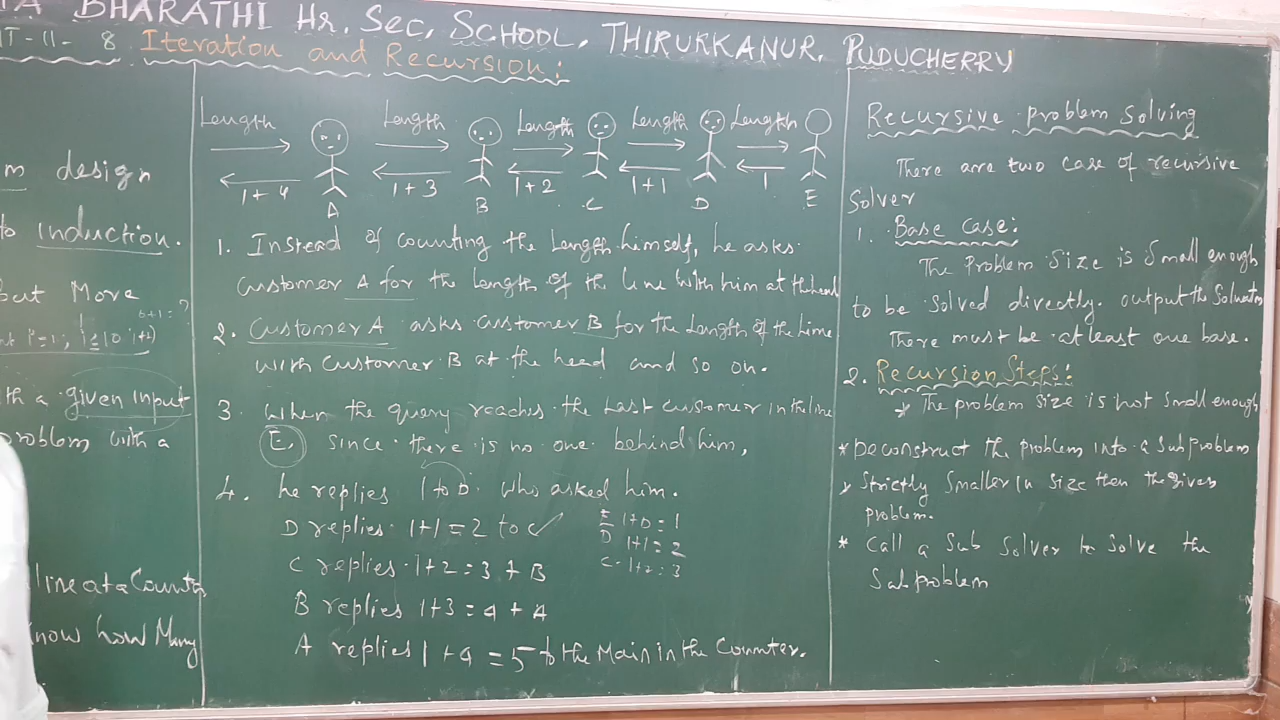 BHARATHI Hr. Sec, SCHOOL, THIRUKKANUR, PUDUCHERRY
IT-11- 8. Iteration and Recursion:
m design
to induction.
but More
i+1 = ?
i=1; i≤10 i++)
th a given input
problem with a
line at a Counter
now how Many
Length Length Length Length Length
1+4 1+3 1+2 1+1 1
A B C D E
1. Instead of counting the Length himself, he asks
Customer A for the Length of the line with him at the head
2. Customer A asks customer B for the Length of the line
with customer B at the head and so on.
3 when the query reaches the Last customer in the line
E. since there is no one behind him,
4. he replies 1 to D. who asked him.
D replies 1+1=2 to C
E 1+0 = 1
D 1+1 = 2
C. 1+2 = 3
C replies 1+2=3 + B
B replies 1+3=4 + A
A replies 1+4=5 to the Main in the Counter.
Recursive problem Solving
There are two case of recursive
Solver
1. Base Case:
The Problem Size is Small enough
to be Solved directly. output the Solution
There must be at least one base.
2. Recursion Steps:
* The problem size is not Small enough
* Deconstruct the problem into a Subproblem
* Strictly Smaller in Size then the given
problem.
* Call a Sub Solver to Solve the
Subproblem